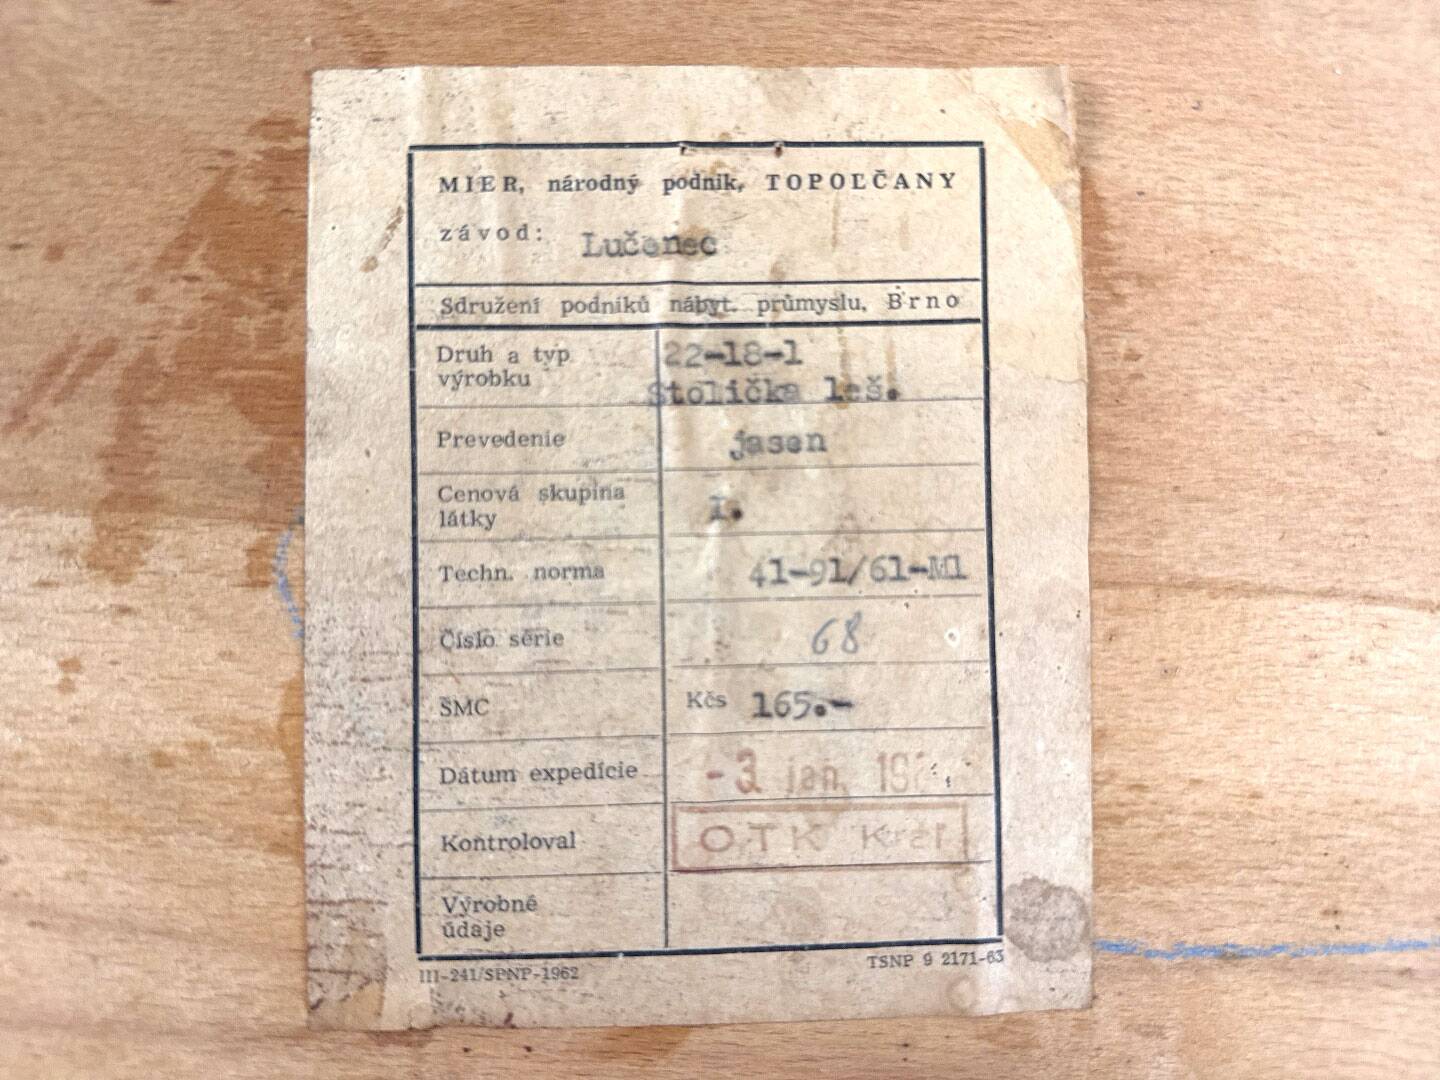 MIER, národný podnik, TOPOĽČANY
závod: Lučenec
Sdružení podniků nábyt. průmyslu, Brno
Druh a typ výrobku 22-18-1
Stolička leš.
Prevedenie jasen
Cenová skupina
látky I.
Techn. norma 41-91/61-M1
Číslo série 68
ŠMC Kčs 165.-
Dátum expedície - 3. jan.
Kontroloval OTK
Výrobné
údaje
III-241/SPNP-1962
TSNP 9 2171-63